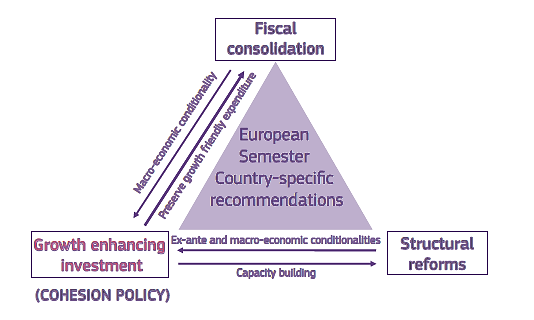 Fiscal
consolidation
Macro-economic conditionality
Preserve growth friendly expenditure
European
Semester
Country-specific
recommendations
Growth enhancing
investment
(COHESION POLICY)
Ex-ante and macro-economic conditionalities
Capacity building
Structural
reforms